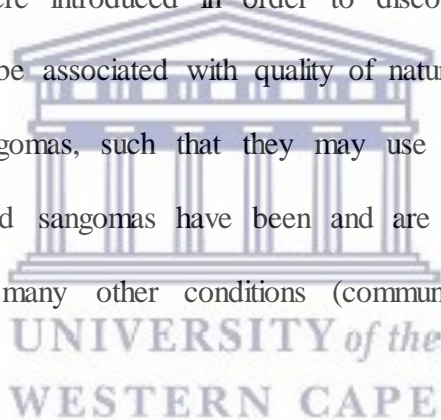 ere introduced in order to disco
be associated with quality of natur
gomas, such that they may use
d sangomas have been and are
many other conditions (commun
UNIVERSITY of the
WESTERN CAPE